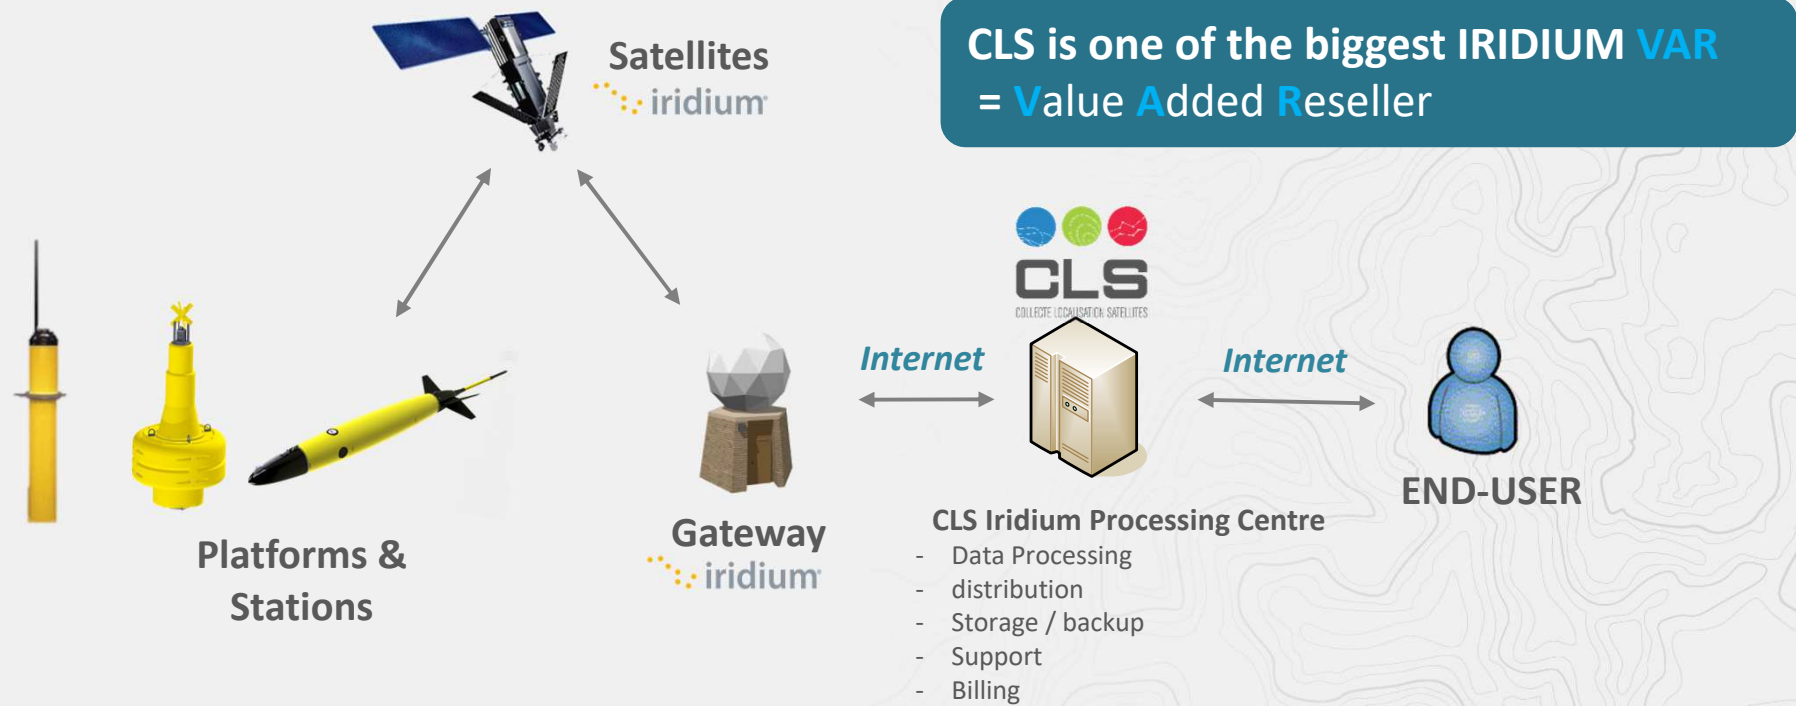 CLS is one of the biggest IRIDIUM VAR
= Value Added Reseller
Satellites
iridium
CLS
COLLECTE LOCALISATION SATELLITES
Internet
Internet
END-USER
Gateway
iridium
Platforms &
Stations
CLS Iridium Processing Centre
- Data Processing
- distribution
- Storage / backup
- Support
- Billing